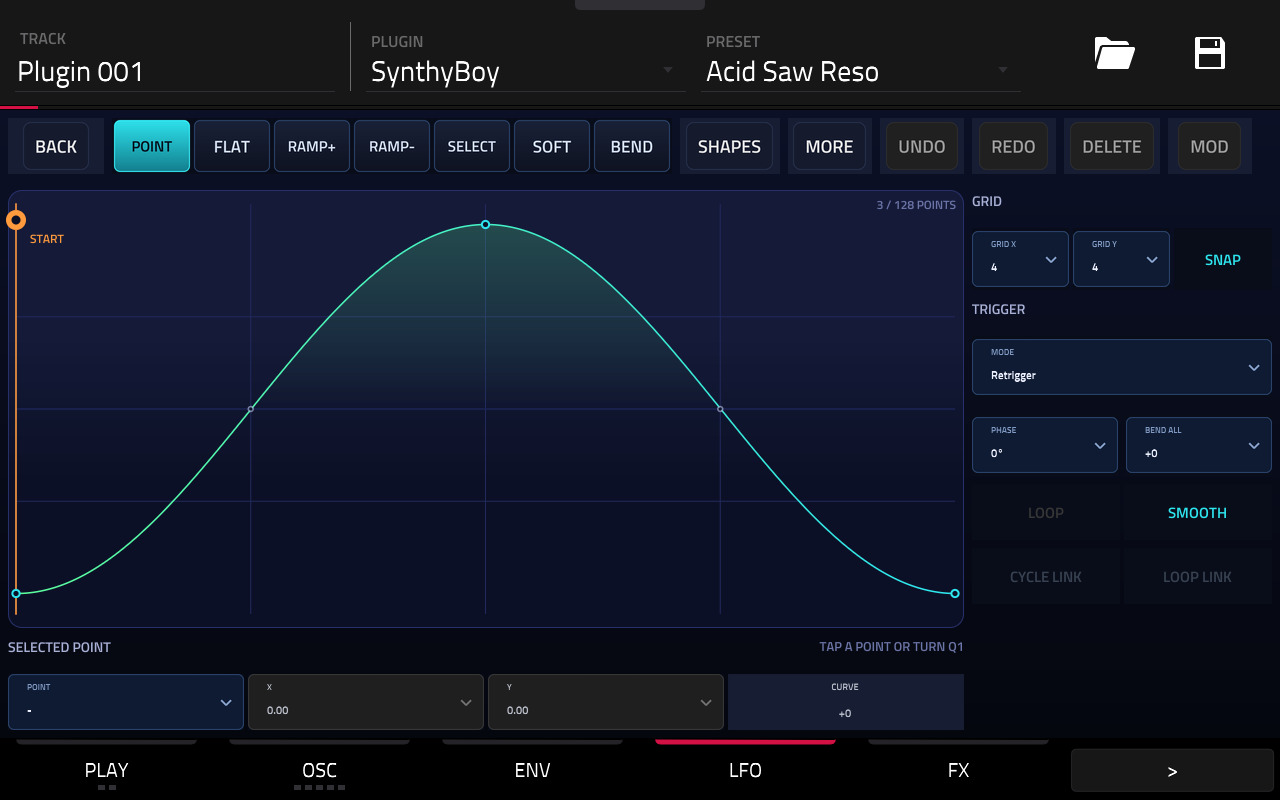 TRACK
Plugin 001
PLUGIN
SynthyBoy
PRESET
Acid Saw Reso
BACK
POINT
FLAT
RAMP+
RAMP-
SELECT
SOFT
BEND
SHAPES
MORE
UNDO
REDO
DELETE
MOD
3 / 128 POINTS
START
GRID
GRID X
4
GRID Y
4
SNAP
TRIGGER
MODE
Retrigger
PHASE
0°
BEND ALL
+0
LOOP
SMOOTH
CYCLE LINK
LOOP LINK
SELECTED POINT
TAP A POINT OR TURN Q1
POINT
-
X
0.00
Y
0.00
CURVE
+0
PLAY
OSC
ENV
LFO
FX
>